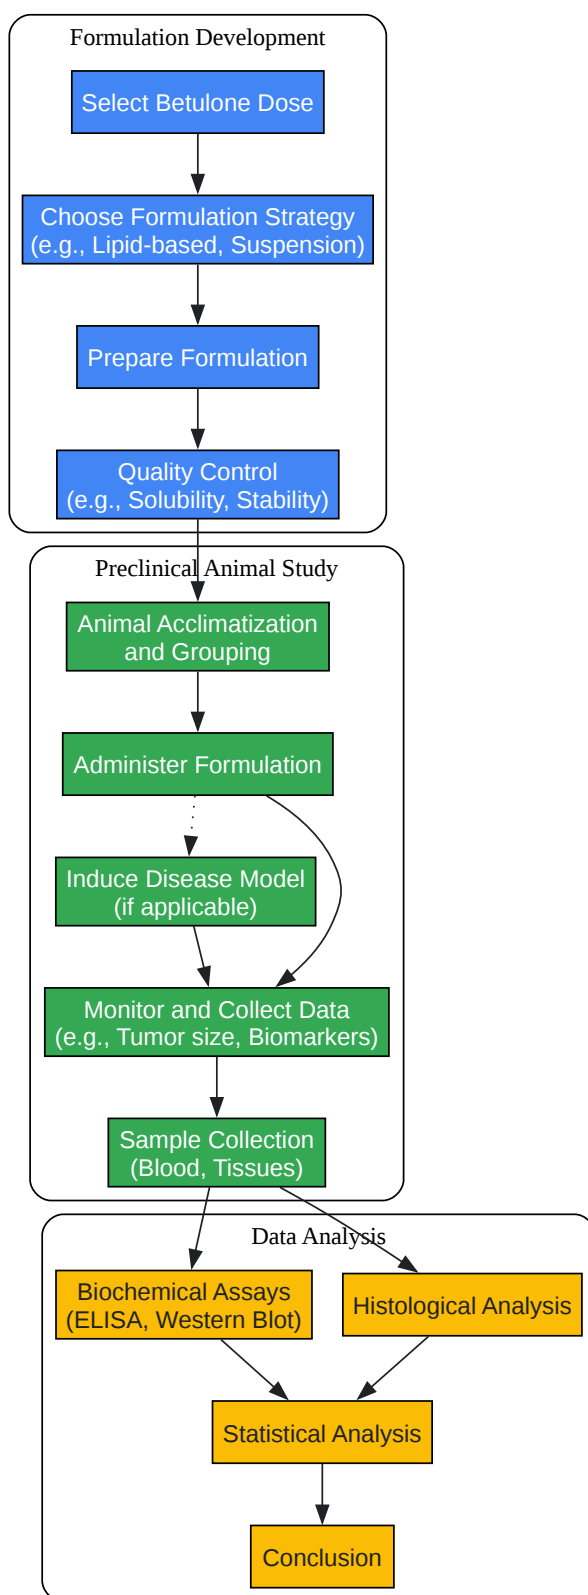 Formulation Development
Select Betulone Dose
Choose Formulation Strategy
(e.g., Lipid-based, Suspension)
Prepare Formulation
Quality Control
(e.g., Solubility, Stability)
Preclinical Animal Study
Animal Acclimatization
and Grouping
Administer Formulation
Induce Disease Model
(if applicable)
Monitor and Collect Data
(e.g., Tumor size, Biomarkers)
Sample Collection
(Blood, Tissues)
Data Analysis
Biochemical Assays
(ELISA, Western Blot)
Histological Analysis
Statistical Analysis
Conclusion